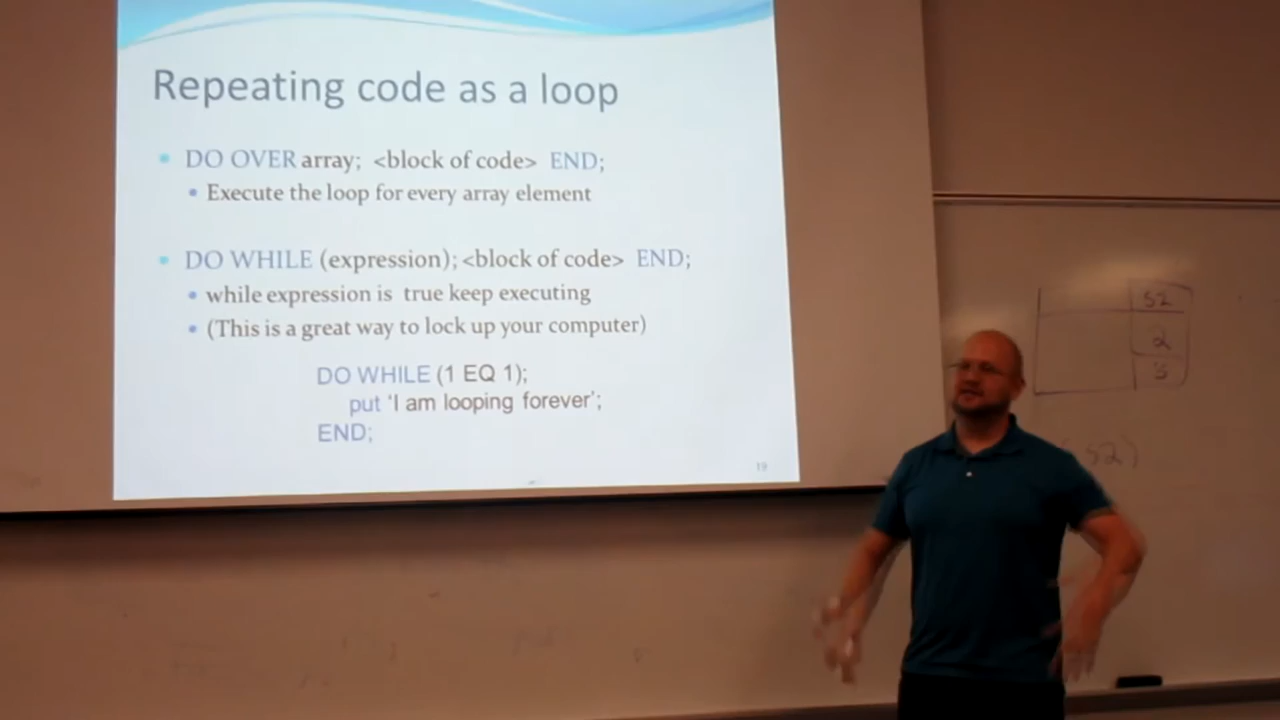 Repeating code as a loop
DO OVER array; <block of code> END;
Execute the loop for every array element
DO WHILE (expression); <block of code> END;
while expression is true keep executing
(This is a great way to lock up your computer)
DO WHILE (1 EQ 1);
put 'I am looping forever';
END;
19
52
2
52)